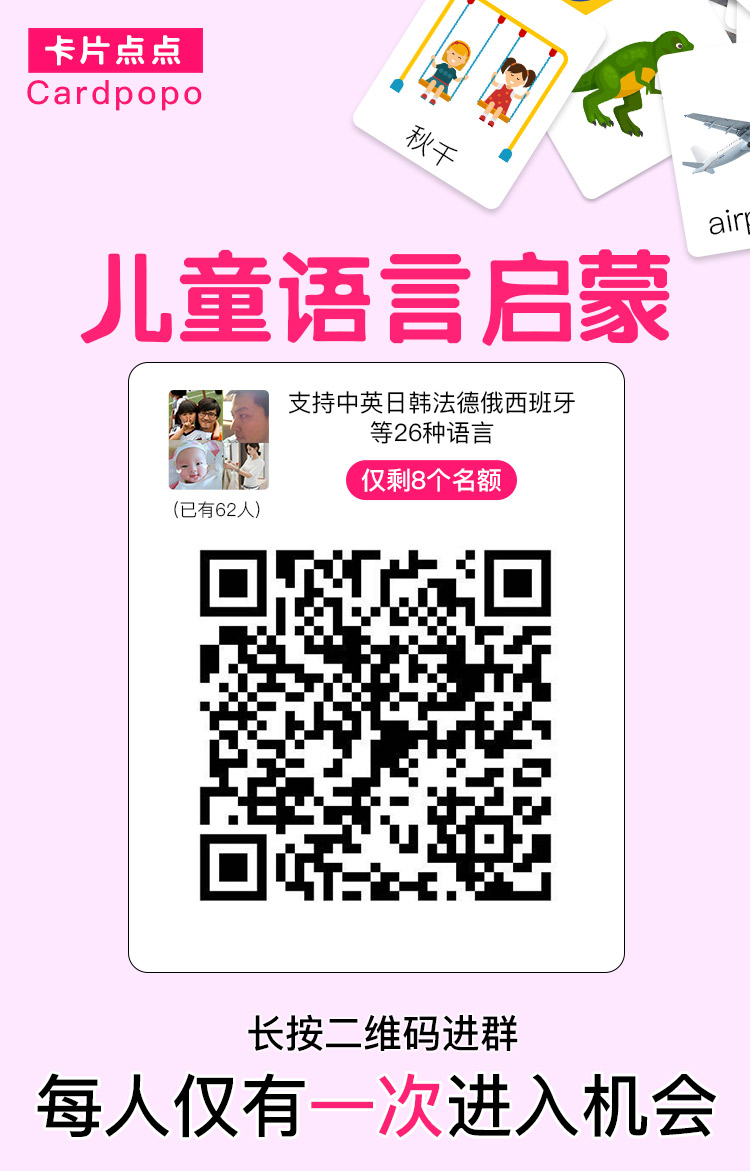 卡片点点
Cardpopo
秋千
airp
儿童语言启蒙
支持中英日韩法德俄西班牙
等26种语言
仅剩8个名额
(已有62人)
长按二维码进群
每人仅有一次进入机会